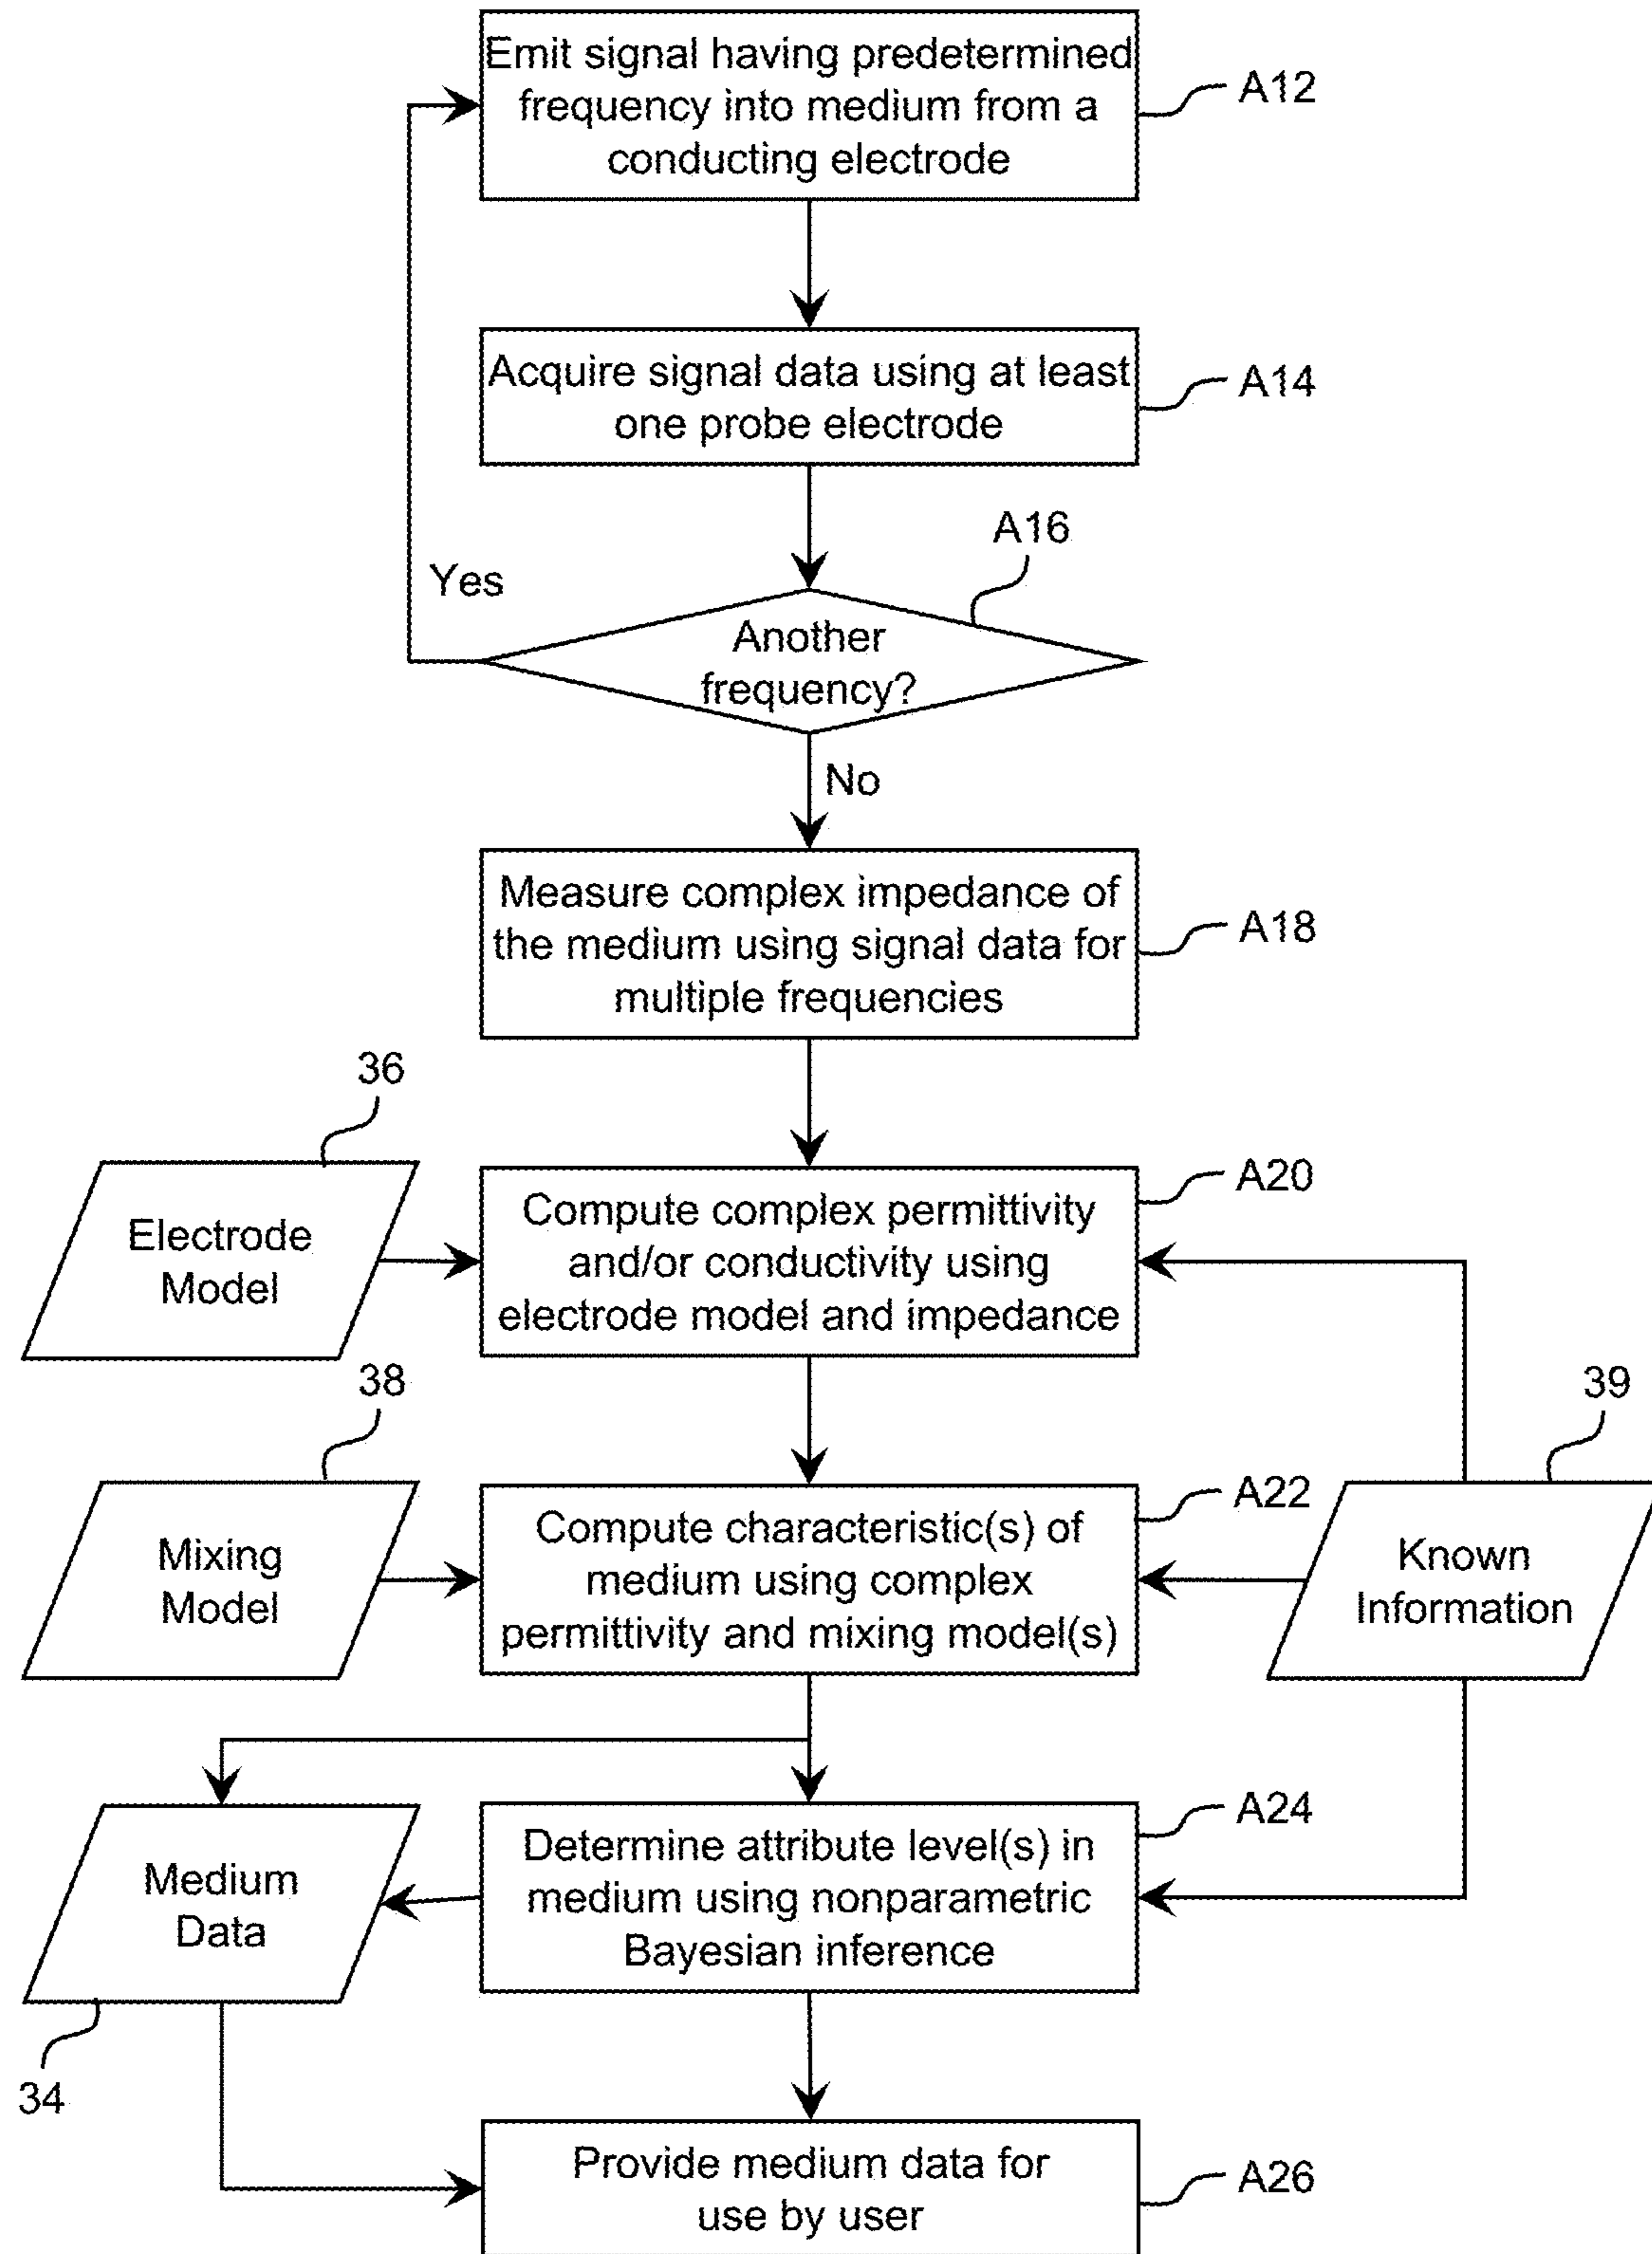 Emit signal having predetermined
frequency into medium from a
conducting electrode
A12
Acquire signal data using at least
one probe electrode
A14
A16
Yes
Another
frequency?
No
Measure complex impedance of
the medium using signal data for
multiple frequencies
A18
36
Electrode
Model
Compute complex permittivity
and/or conductivity using
electrode model and impedance
A20
38
Mixing
Model
Compute characteristic(s) of
medium using complex
permittivity and mixing model(s)
A22
39
Known
Information
Medium
Data
34
Determine attribute level(s) in
medium using nonparametric
Bayesian inference
A24
Provide medium data for
use by user
A26